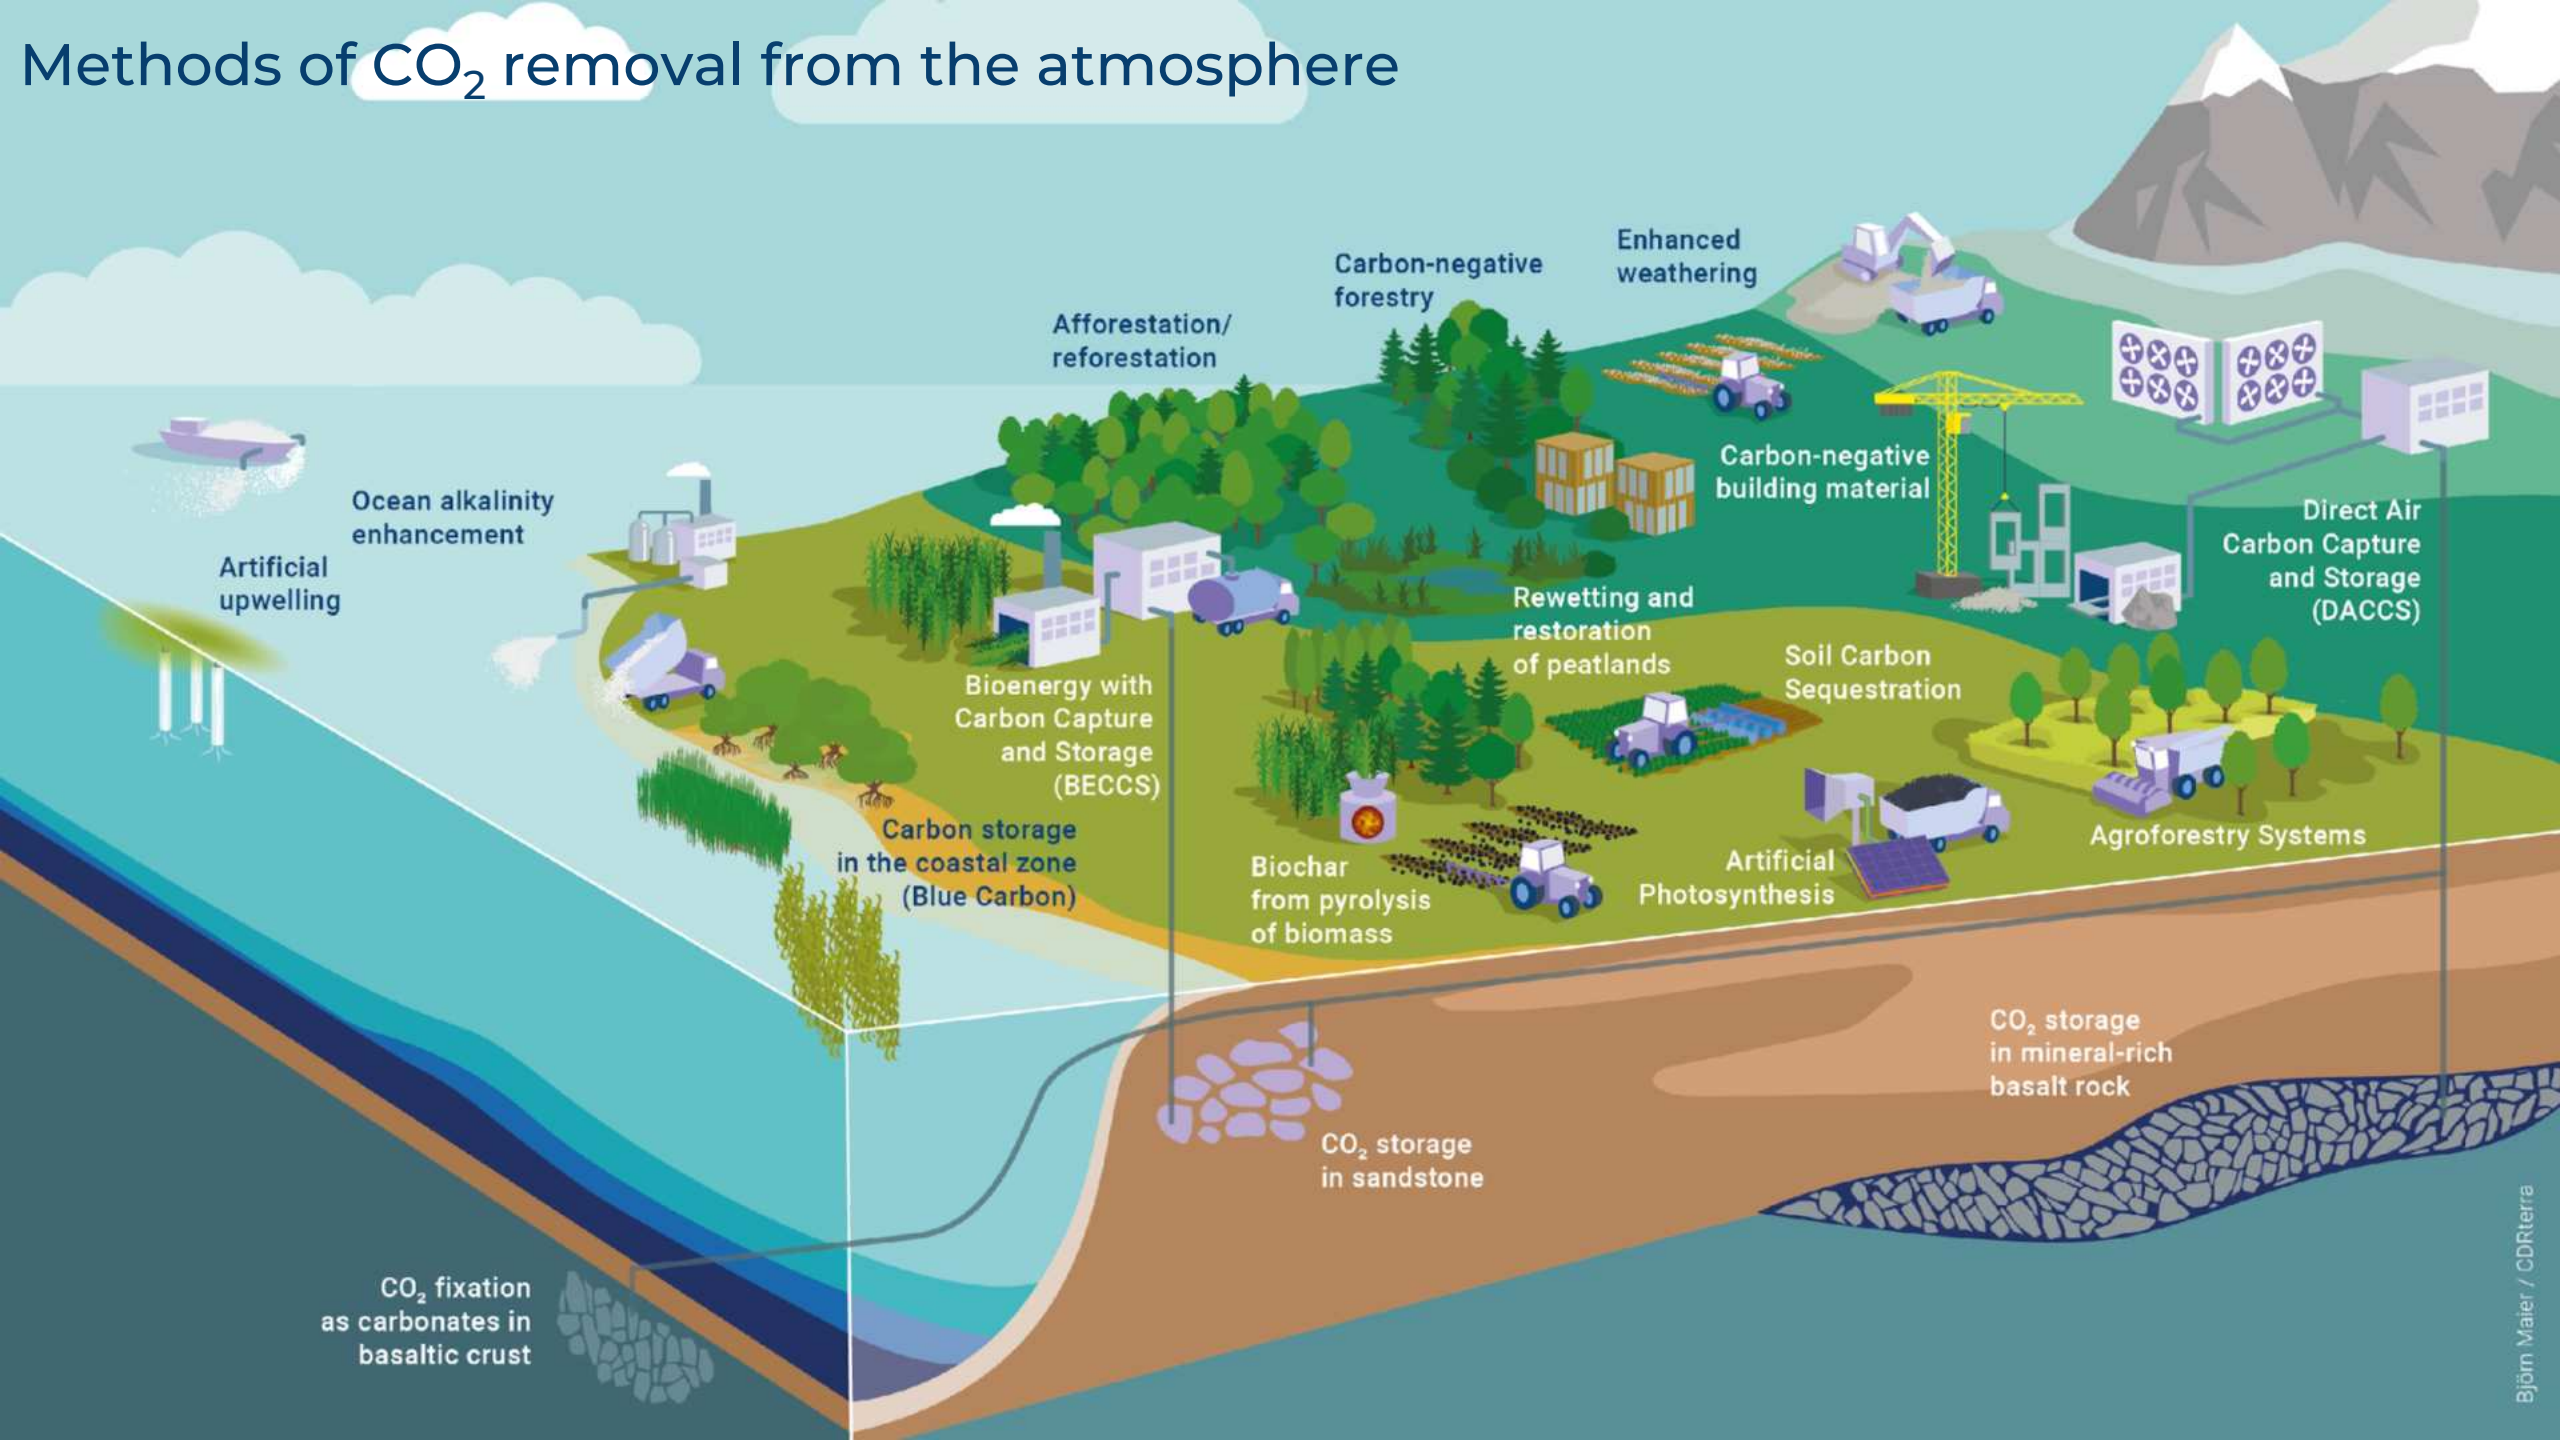 Methods of CO₂ removal from the atmosphere
Enhanced
weathering
Carbon-negative
forestry
Afforestation/
reforestation
Carbon-negative
building material
Ocean alkalinity
enhancement
Artificial
upwelling
Direct Air
Carbon Capture
and Storage
(DACCS)
Rewetting and
restoration
of peatlands
Soil Carbon
Sequestration
Bioenergy with
Carbon Capture
and Storage
(BECCS)
Carbon storage
in the coastal zone
(Blue Carbon)
Biochar
from pyrolysis
of biomass
Artificial
Photosynthesis
Agroforestry Systems
CO₂ storage
in mineral-rich
basalt rock
CO₂ storage
in sandstone
CO₂ fixation
as carbonates in
basaltic crust
Björn Maier / CDRterra